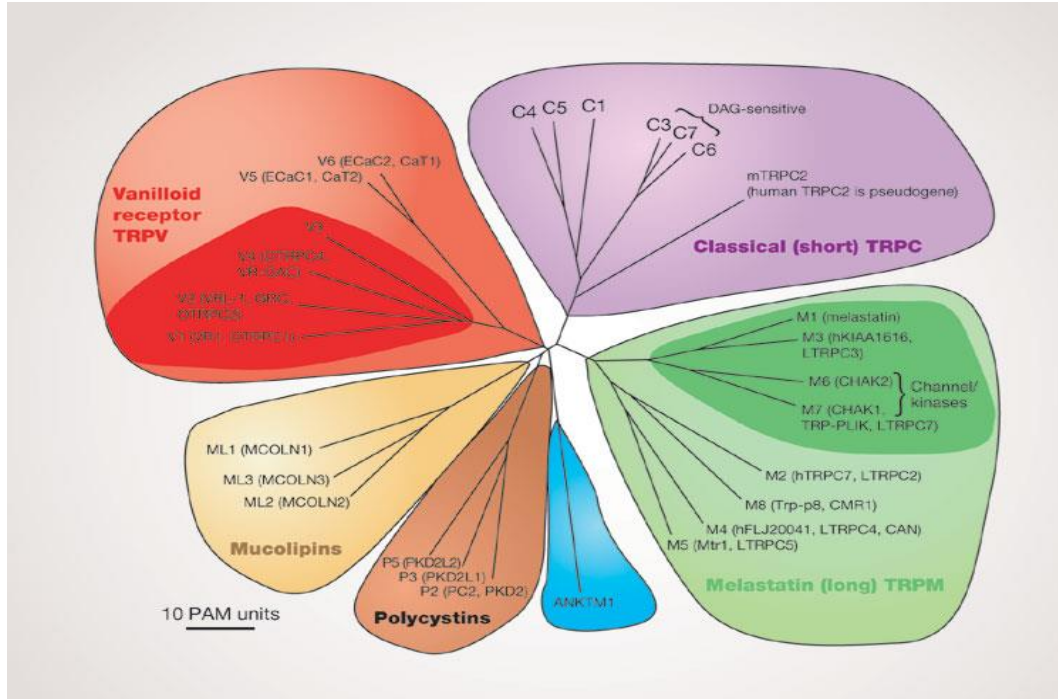 C4
C5
C1
C3
C7
C6
DAG-sensitive
mTRPC2
(human TRPC2 is pseudogene)
Classical (short) TRPC
V6 (ECaC2, CaT1)
V5 (ECaC1, CaT2)
Vanilloid
receptor
TRPV
V3
M1 (melastatin)
M3 (hKIAA1616,
LTRPC3)
M6 (CHAK2)
M7 (CHAK1,
TRP-PLIK, LTRPC7)
Channel/
kinases
M2 (hTRPC7, LTRPC2)
M8 (Trp-p8, CMR1)
M4 (hFLJ20041, LTRPC4, CAN)
M5 (Mtr1, LTRPC5)
Melastatin (long) TRPM
ML1 (MCOLN1)
ML3 (MCOLN3)
ML2 (MCOLN2)
Mucolipins
P5 (PKD2L2)
P3 (PKD2L1)
P2 (PC2, PKD2)
Polycystins
ANKTM1
10 PAM units